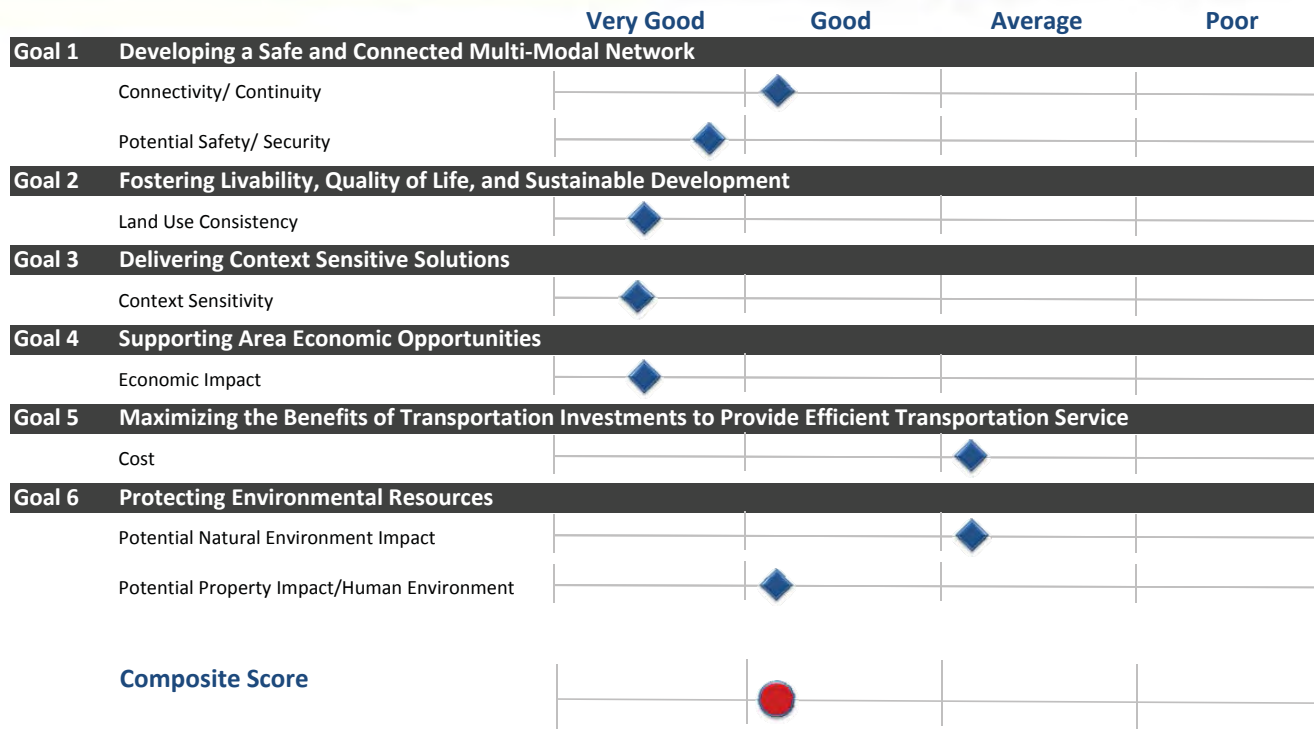 Very Good Good Average Poor
Goal 1 Developing a Safe and Connected Multi-Modal Network
Connectivity/ Continuity
Potential Safety/ Security
Goal 2 Fostering Livability, Quality of Life, and Sustainable Development
Land Use Consistency
Goal 3 Delivering Context Sensitive Solutions
Context Sensitivity
Goal 4 Supporting Area Economic Opportunities
Economic Impact
Goal 5 Maximizing the Benefits of Transportation Investments to Provide Efficient Transportation Service
Cost
Goal 6 Protecting Environmental Resources
Potential Natural Environment Impact
Potential Property Impact/Human Environment
Composite Score